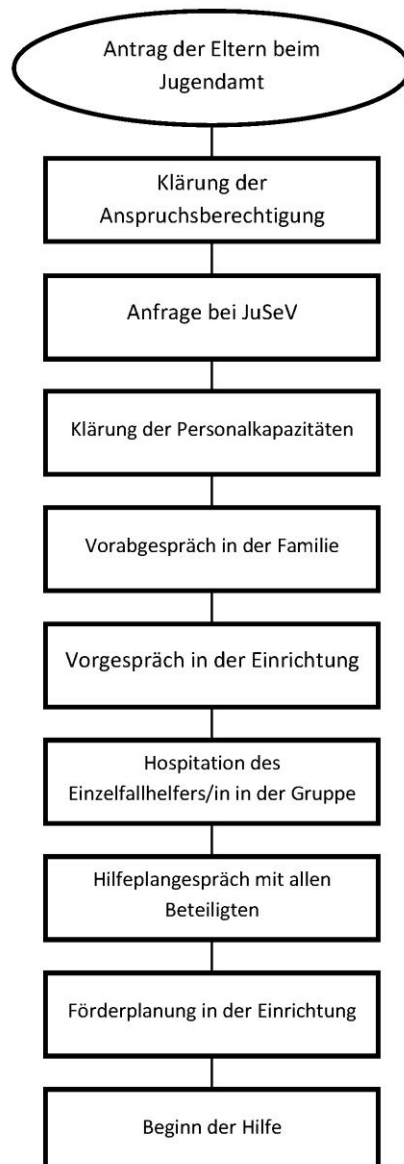 Antrag der Eltern beim
Jugendamt
Klärung der
Anspruchsberechtigung
Anfrage bei JuSeV
Klärung der Personalkapazitäten
Vorabgespräch in der Familie
Vorgespräch in der Einrichtung
Hospitation des
Einzelfallhelfers/in in der Gruppe
Hilfeplangespräch mit allen
Beteiligten
Förderplanung in der Einrichtung
Beginn der Hilfe